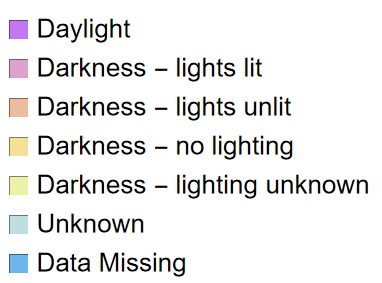 Daylight
Darkness – lights lit
Darkness – lights unlit
Darkness – no lighting
Darkness – lighting unknown
Unknown
Data Missing